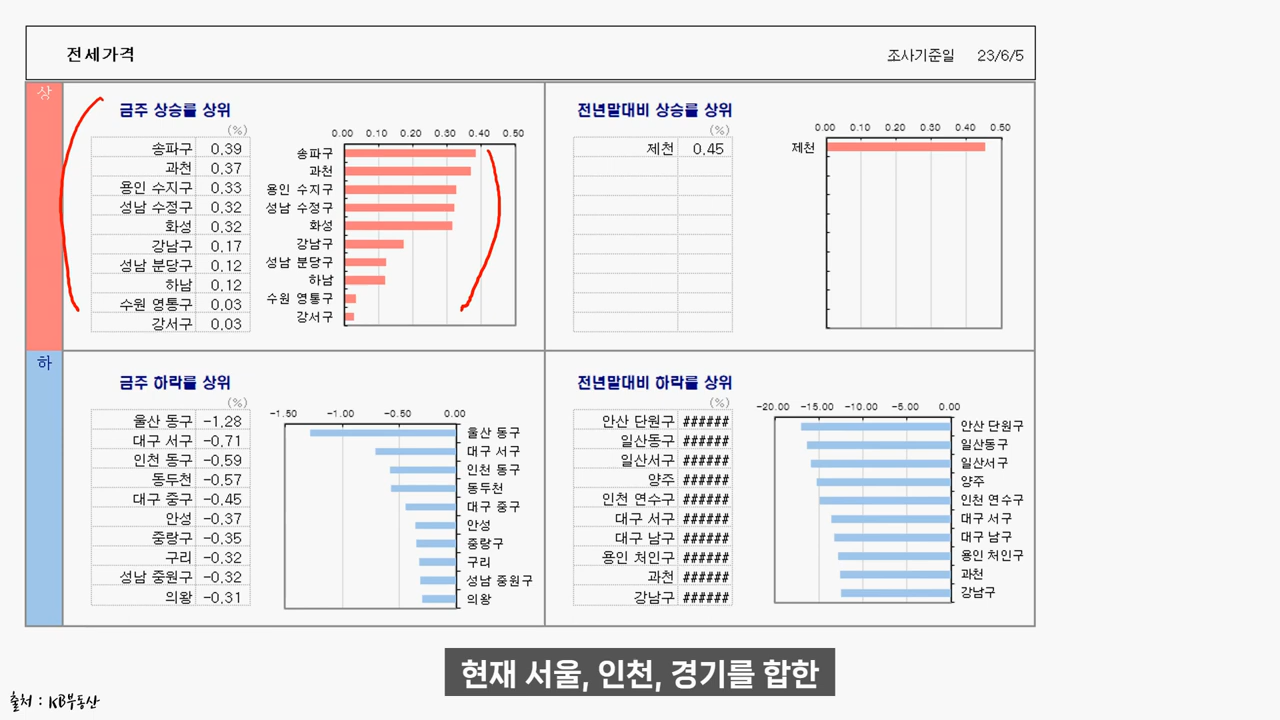 전세가격
조사기준일 23/6/5
상
금주 상승률 상위
(%)
송파구 0.39
과천 0.37
용인 수지구 0.33
성남 수정구 0.32
화성 0.32
강남구 0.17
성남 분당구 0.12
하남 0.12
수원 영통구 0.03
강서구 0.03
0.00 0.10 0.20 0.30 0.40 0.50
송파구
과천
용인 수지구
성남 수정구
화성
강남구
성남 분당구
하남
수원 영통구
강서구
전년말대비 상승률 상위
(%)
제천 0.45
0.00 0.10 0.20 0.30 0.40 0.50
제천
하
금주 하락률 상위
(%)
울산 동구 -1.28
대구 서구 -0.71
인천 동구 -0.59
동두천 -0.57
대구 중구 -0.45
안성 -0.37
중랑구 -0.35
구리 -0.32
성남 중원구 -0.32
의왕 -0.31
-1.50 -1.00 -0.50 0.00
울산 동구
대구 서구
인천 동구
동두천
대구 중구
안성
중랑구
구리
성남 중원구
의왕
전년말대비 하락률 상위
(%)
안산 단원구 ######
일산동구 ######
일산서구 ######
양주 ######
인천 연수구 ######
대구 서구 ######
대구 남구 ######
용인 처인구 ######
과천 ######
강남구 ######
-20.00 -15.00 -10.00 -5.00 0.00
안산 단원구
일산동구
일산서구
양주
인천 연수구
대구 서구
대구 남구
용인 처인구
과천
강남구
현재 서울, 인천, 경기를 합한
출처 : KB부동산